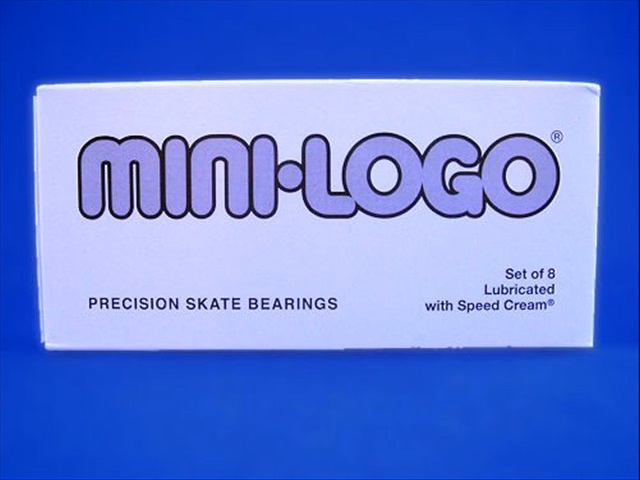 MINI·LOGO®
PRECISION SKATE BEARINGS
Set of 8
Lubricated
with Speed Cream®